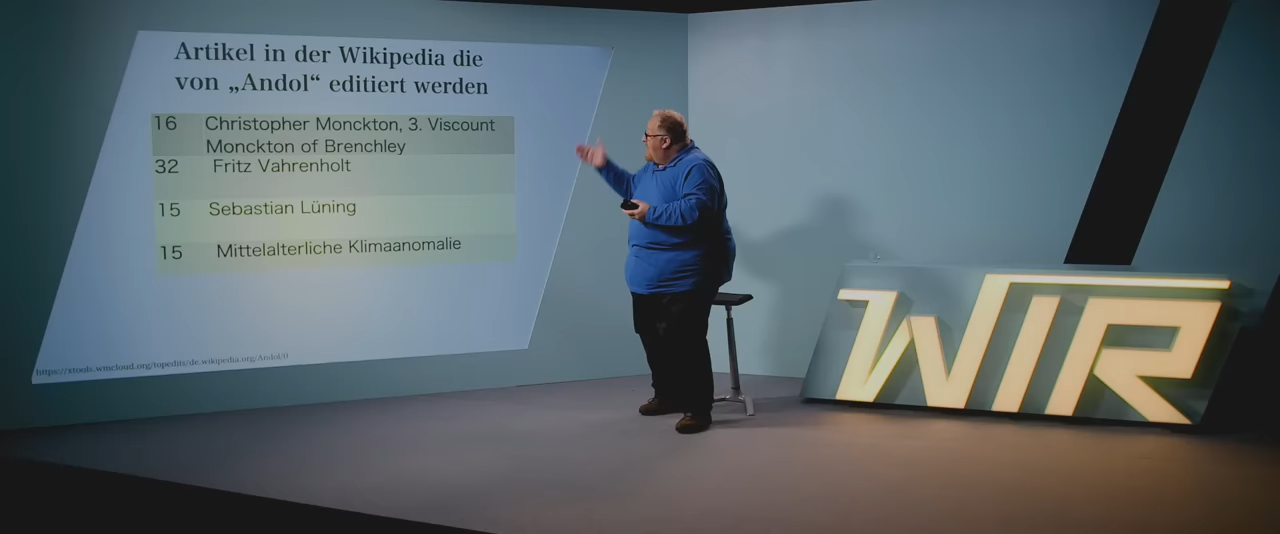 Artikel in der Wikipedia die
von „Andol“ editiert werden
16 Christopher Monckton, 3. Viscount
Monckton of Brenchley
32 Fritz Vahrenholt
15 Sebastian Lüning
15 Mittelalterliche Klimaanomalie
https://xtools.wmcloud.org/topedits/de.wikipedia.org/Andol/0
WIR